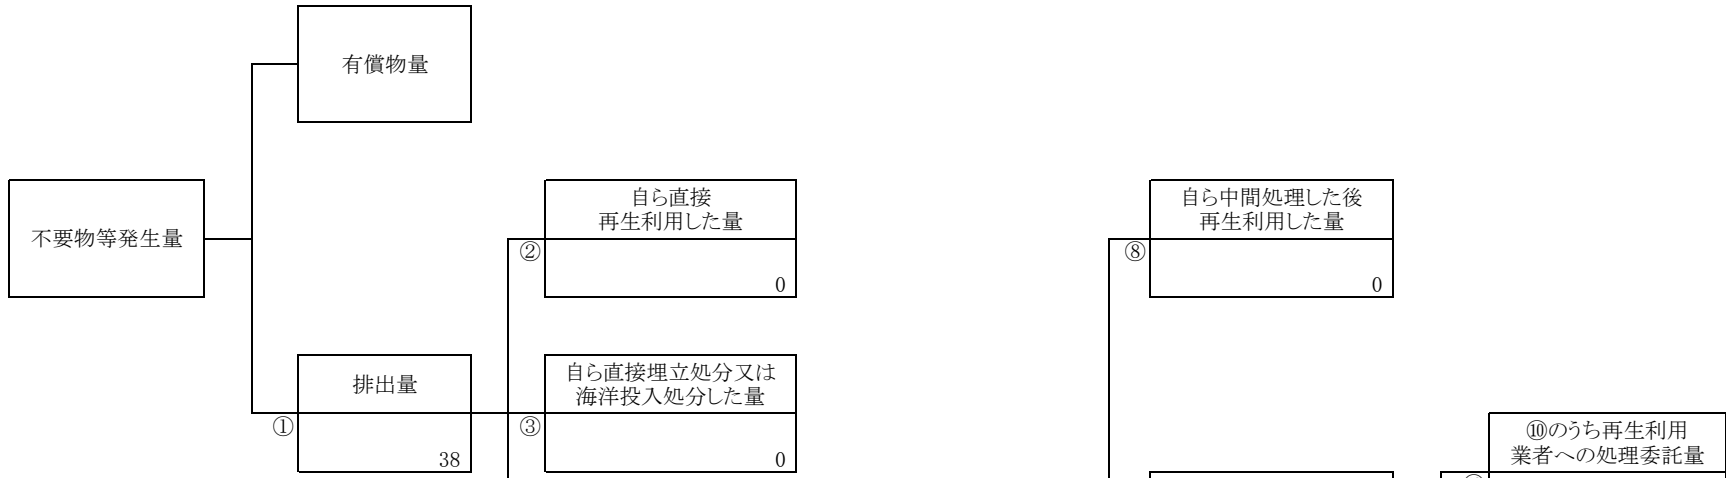 有償物量
不要物等発生量
自ら直接
再生利用した量
②
0
自ら中間処理した後
再生利用した量
⑧
0
排出量
①
38
自ら直接埋立処分又は
海洋投入処分した量
③
0
⑩のうち再生利用
業者への処理委託量